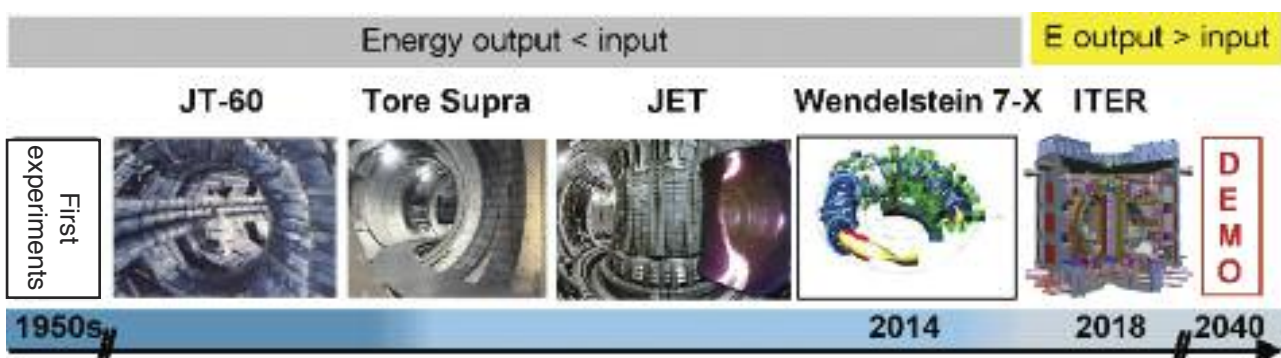 Energy output < input
E output > input
JT-60
Tore Supra
JET
Wendelstein 7-X
ITER
First
experiments
DEMO
1950s
2014
2018
2040